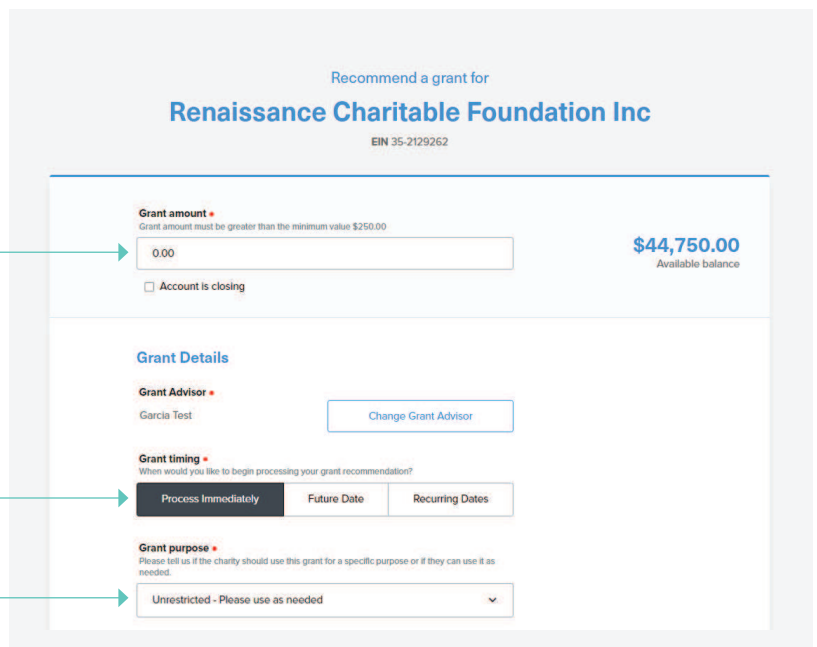 Recommend a grant for
Renaissance Charitable Foundation Inc
EIN 35-2129262
Grant amount •
Grant amount must be greater than the minimum value $250.00
0.00
$44,750.00
Available balance
Account is closing
Grant Details
Grant Advisor •
Garcia Test
Change Grant Advisor
Grant timing •
When would you like to begin processing your grant recommendation?
Process Immediately
Future Date
Recurring Dates
Grant purpose •
Please tell us if the charity should use this grant for a specific purpose or if they can use it as
needed.
Unrestricted - Please use as needed